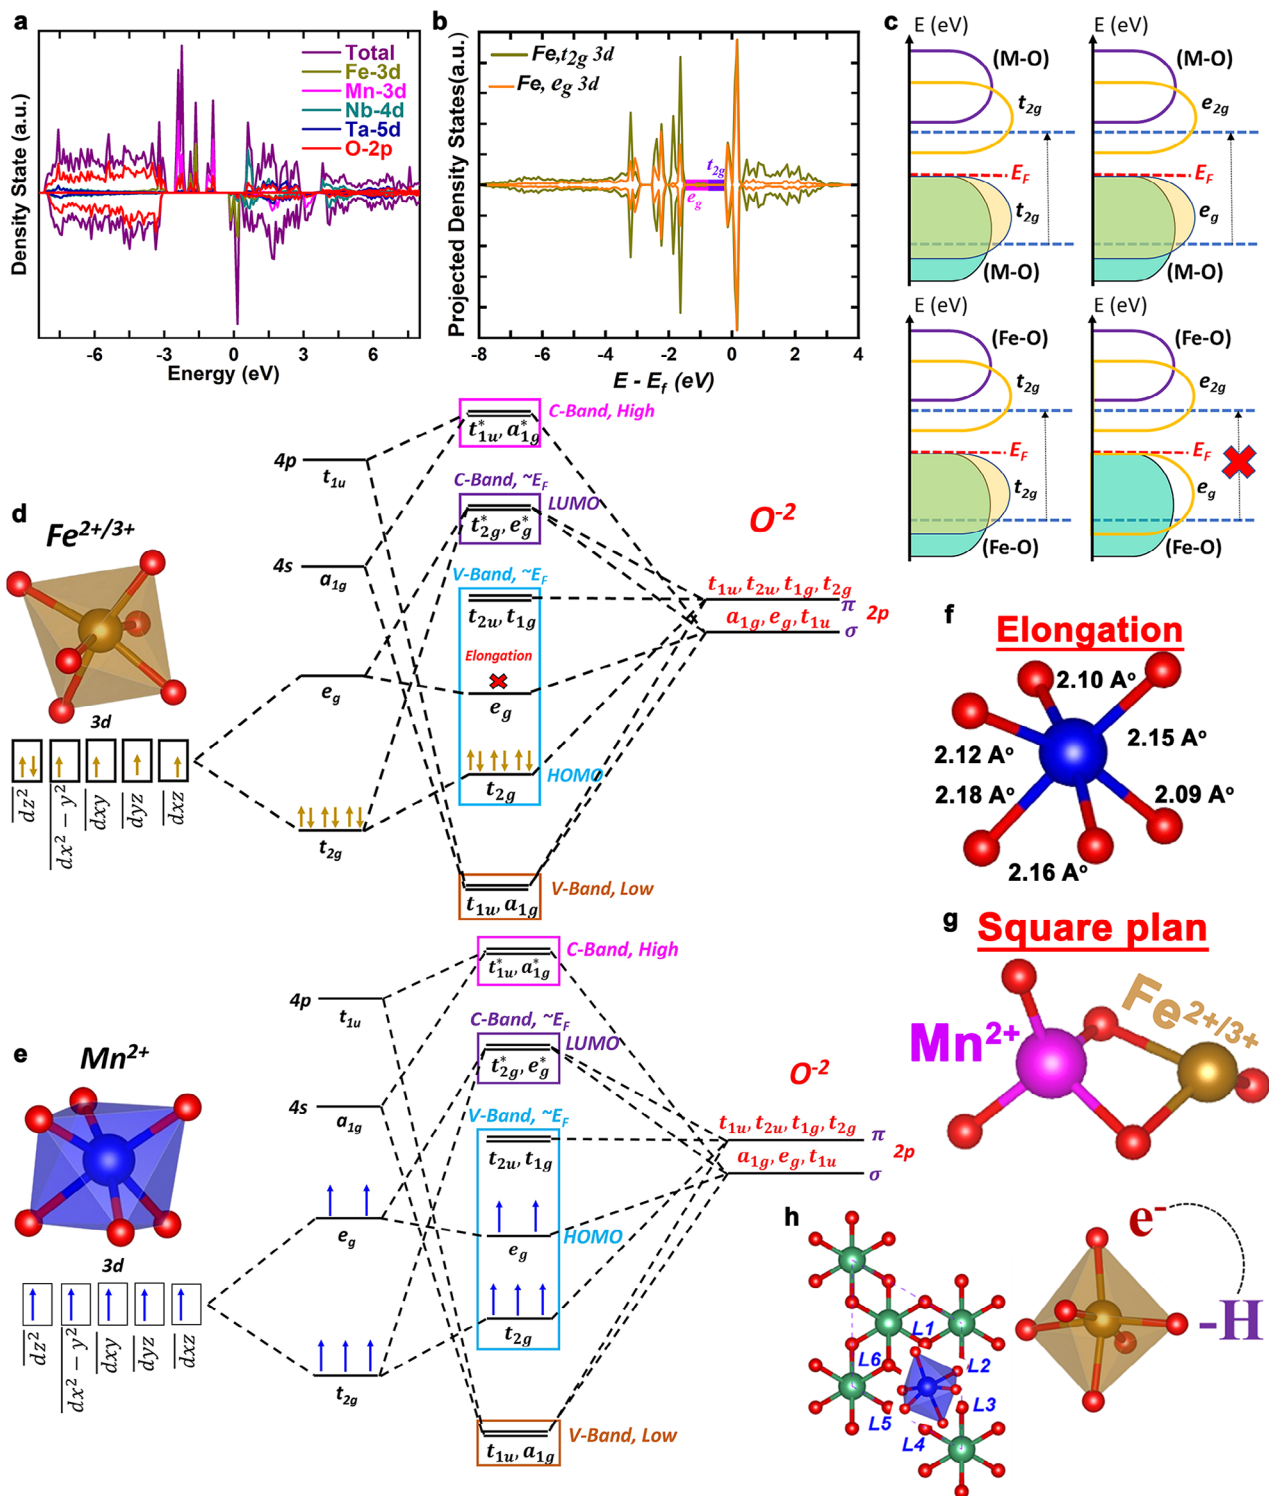 a
Density State (a.u.)
Total
Fe-3d
Mn-3d
Nb-4d
Ta-5d
O-2p
-6 -3 0 3 6
Energy (eV)
b
Projected Density States(a.u.)
Fe,t2g 3d
Fe, eg 3d
t2g
eg
-8 -6 -4 -2 0 2 4
E - Ef (eV)
c
E (eV)
(M-O)
t2g
EF
t2g
(M-O)
E (eV)
(M-O)
e2g
EF
eg
(M-O)
E (eV)
(Fe-O)
t2g
EF
t2g
(Fe-O)
E (eV)
(Fe-O)
e2g
EF
eg
(Fe-O)
d
Fe2+/3+
3d
dz2
dx2 − y2
dxy
dyz
dxz
4p
t1u
4s
a1g
eg
t2g
C-Band, High
t*1u, a*1g
C-Band, ~EF
LUMO
t*2g, e*g
V-Band, ~EF
t2u, t1g
Elongation
eg
HOMO
t2g
V-Band, Low
t1u, a1g
O-2
t1u, t2u, t1g, t2g
π
2p
a1g, eg, t1u
σ
e
Mn2+
3d
dz2
dx2 − y2
dxy
dyz
dxz
4p
t1u
4s
a1g
eg
t2g
C-Band, High
t*1u, a*1g
C-Band, ~EF
LUMO
t*2g, e*g
V-Band, ~EF
t2u, t1g
HOMO
eg
t2g
V-Band, Low
t1u, a1g
O-2
t1u, t2u, t1g, t2g
π
2p
a1g, eg, t1u
σ
f
Elongation
2.10 Ao
2.15 Ao
2.12 Ao
2.18 Ao
2.09 Ao
2.16 Ao
g
Square plan
Mn2+
Fe2+/3+
h
L1
L2
L3
L4
L5
L6
e-
-H